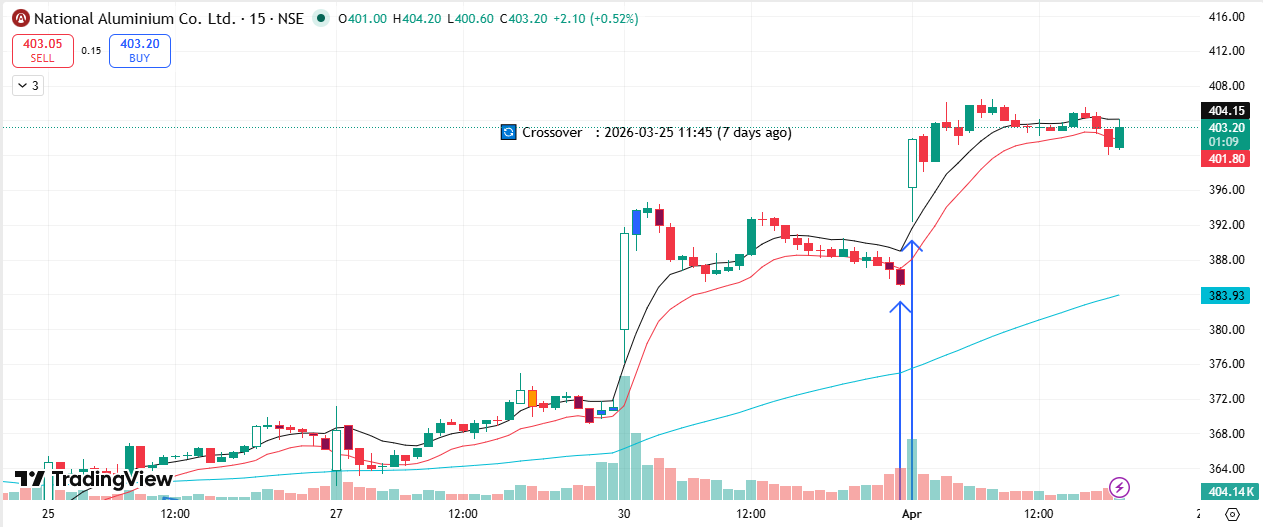 National Aluminium Co. Ltd. · 15 · NSE O401.00 H404.20 L400.60 C403.20 +2.10 (+0.52%)
403.05
SELL
0.15
403.20
BUY
3
Crossover : 2026-03-25 11:45 (7 days ago)
416.00
412.00
408.00
404.15
403.20
01:09
401.80
396.00
392.00
388.00
383.93
380.00
376.00
372.00
368.00
364.00
404.14K
TradingView
25 12:00 27 12:00 30 12:00 Apr 12:00 2